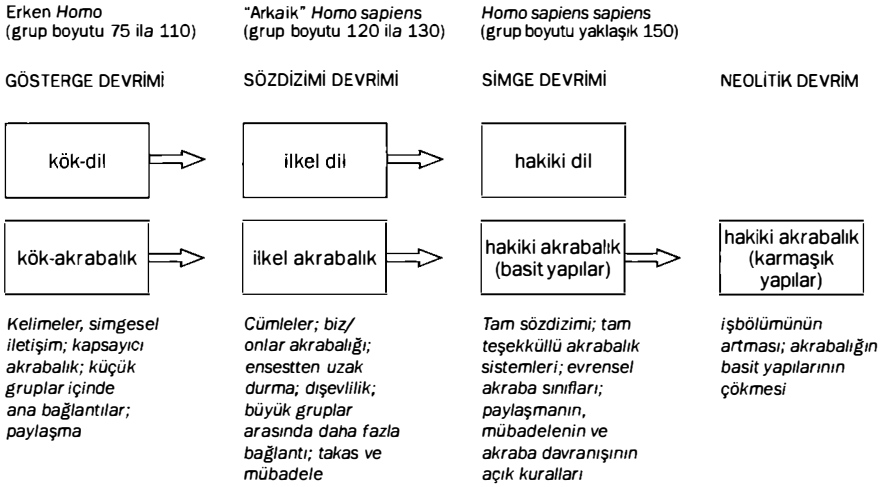 Erken Homo
(grup boyutu 75 ila 110)
"Arkaik" Homo sapiens
(grup boyutu 120 ila 130)
Homo sapiens sapiens
(grup boyutu yaklaşık 150)
GÖSTERGE DEVRİMİ
SÖZDİZİMİ DEVRİMİ
SİMGE DEVRİMİ
NEOLİTİK DEVRİM
kök-dil
ilkel dil
hakiki dil
kök-akrabalık
ilkel akrabalık
hakiki akrabalık
(basit yapılar)
hakiki akrabalık
(karmaşık
yapılar)
Kelimeler, simgesel
iletişim; kapsayıcı
akrabalık; küçük
gruplar içinde
ana bağlantılar;
paylaşma
Cümleler; biz/
onlar akrabalığı;
ensestten uzak
durma; dışevlilik;
büyük gruplar
arasında daha fazla
bağlantı; takas ve
mübadele
Tam sözdizimi; tam
teşekküllü akrabalık
sistemleri; evrensel
akraba sınıfları;
paylaşmanın,
mübadelenin ve
akraba davranışının
açık kuralları
işbölümünün
artması; akrabalığın
basit yapılarının
çökmesi